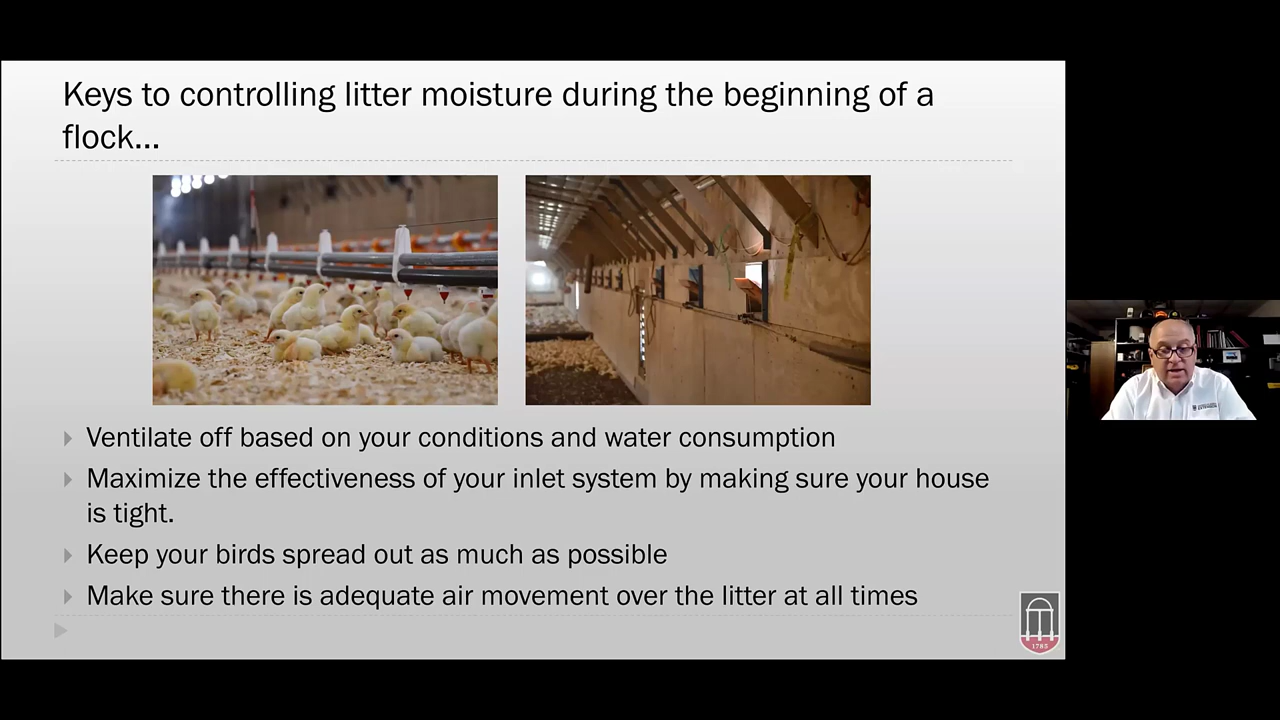 Keys to controlling litter moisture during the beginning of a
flock...
Ventilate off based on your conditions and water consumption
Maximize the effectiveness of your inlet system by making sure your house
is tight.
Keep your birds spread out as much as possible
Make sure there is adequate air movement over the litter at all times
1785